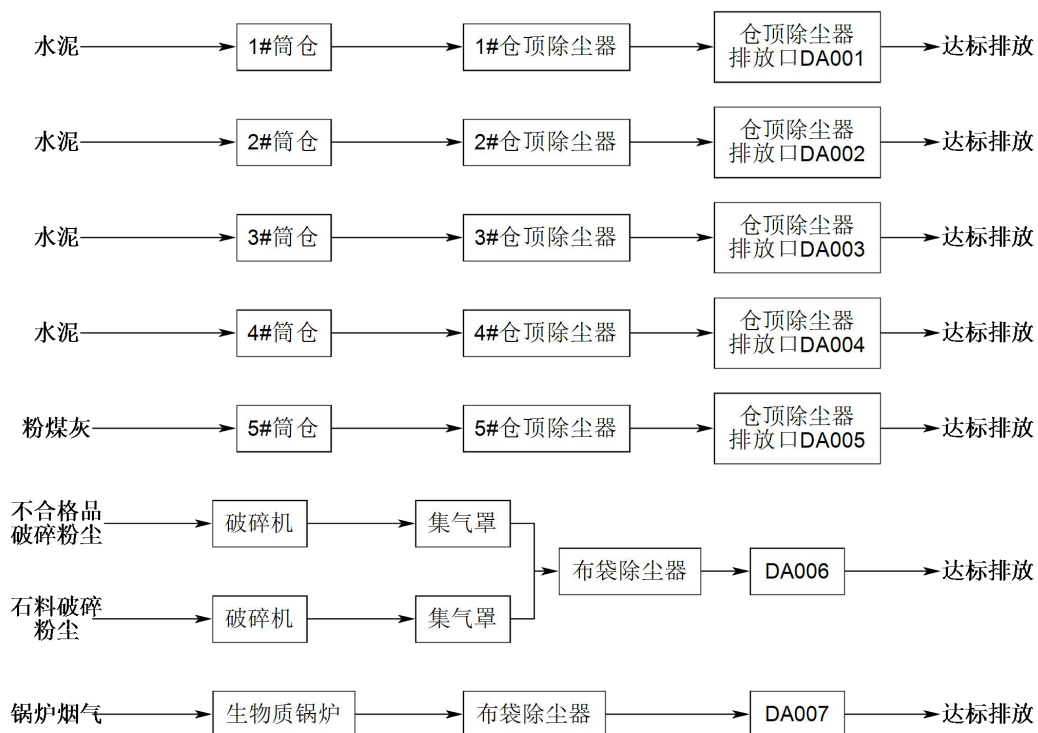 水泥
1#筒仓
1#仓顶除尘器
仓顶除尘器
排放口DA001
达标排放
水泥
2#筒仓
2#仓顶除尘器
仓顶除尘器
排放口DA002
达标排放
水泥
3#筒仓
3#仓顶除尘器
仓顶除尘器
排放口DA003
达标排放
水泥
4#筒仓
4#仓顶除尘器
仓顶除尘器
排放口DA004
达标排放
粉煤灰
5#筒仓
5#仓顶除尘器
仓顶除尘器
排放口DA005
达标排放
不合格品
破碎粉尘
破碎机
集气罩
布袋除尘器
DA006
达标排放
石料破碎
粉尘
破碎机
集气罩
锅炉烟气
生物质锅炉
布袋除尘器
DA007
达标排放